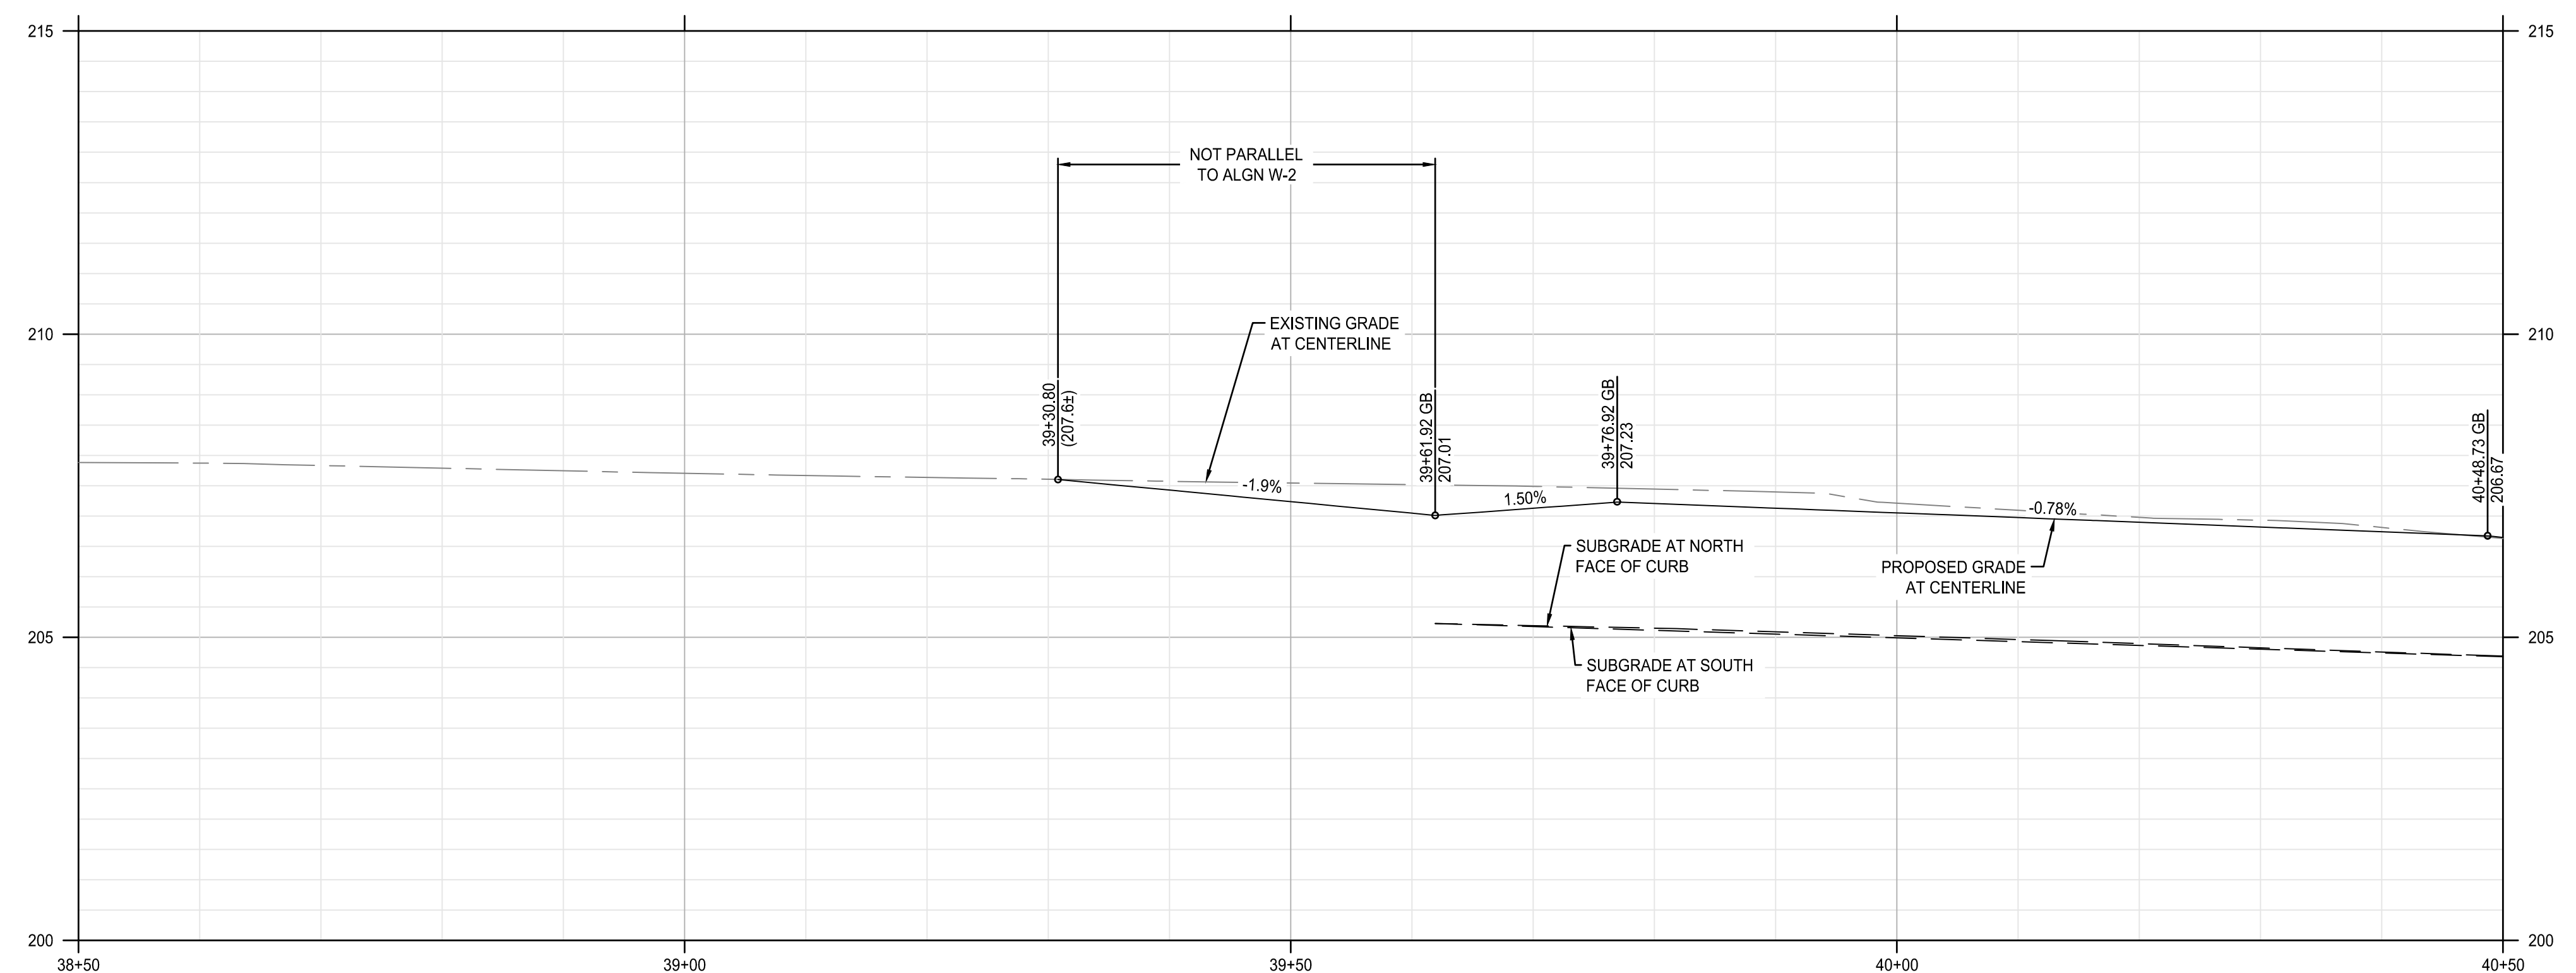 215
215
NOT PARALLEL
TO ALGN W-2
210
210
EXISTING GRADE
AT CENTERLINE
39+30.80
(207.6±)
39+61.92 GB
207.01
39+76.92 GB
207.23
40+48.73 GB
206.67
-1.9%
1.50%
-0.78%
SUBGRADE AT NORTH
FACE OF CURB
PROPOSED GRADE
AT CENTERLINE
205
205
SUBGRADE AT SOUTH
FACE OF CURB
200
200
38+50
39+00
39+50
40+00
40+50